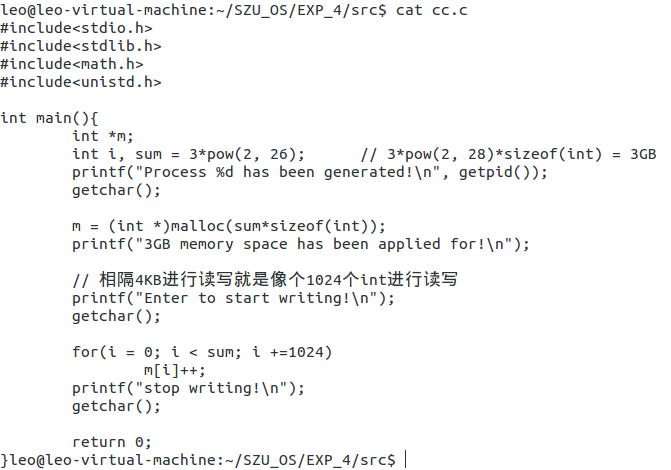 leo@leo-virtual-machine:~/SZU_OS/EXP_4/src$ cat cc.c
#include<stdio.h>
#include<stdlib.h>
#include<math.h>
#include<unistd.h>
int main(){
int *m;
int i, sum = 3*pow(2, 26);      // 3*pow(2, 28)*sizeof(int) = 3GB
printf("Process %d has been generated!\n", getpid());
getchar();
m = (int *)malloc(sum*sizeof(int));
printf("3GB memory space has been applied for!\n");
// 相隔4KB进行读写就是像个1024个int进行读写
printf("Enter to start writing!\n");
getchar();
for(i = 0; i < sum; i +=1024)
m[i]++;
printf("stop writing!\n");
getchar();
return 0;
}leo@leo-virtual-machine:~/SZU_OS/EXP_4/src$